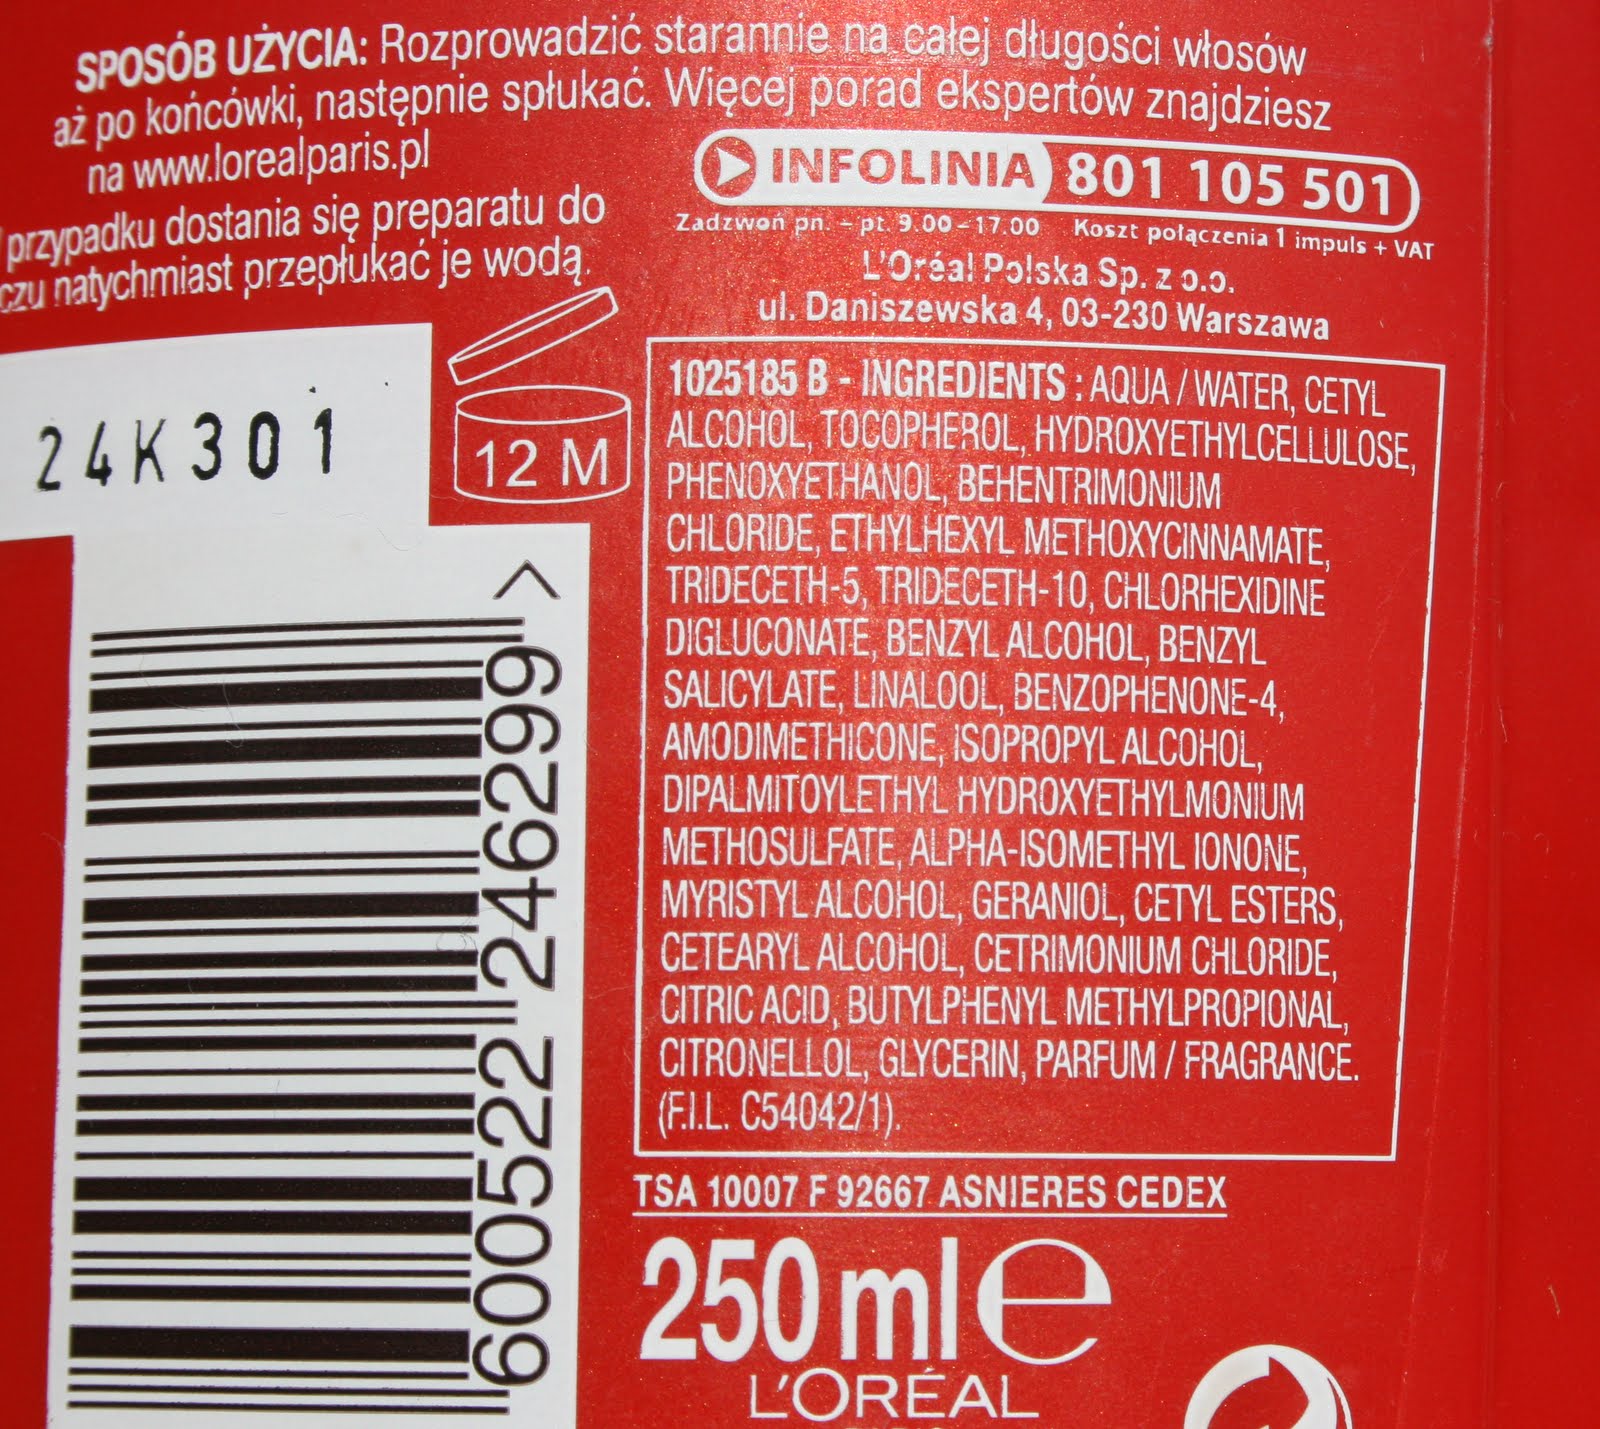 SPOSÓB UŻYCIA: Rozprowadzić starannie na całej długości włosów
aż po końcówki, następnie spłukać. Więcej porad ekspertów znajdziesz
na www.lorealparis.pl
przypadku dostania się preparatu do
czu natychmiast przepłukać je wodą.
INFOLINIA 801 105 501
Zadzwoń pn. - pt. 9.00-17.00 Koszt połączenia 1 impuls + VAT
L'Oréal Polska Sp. z o.o.
ul. Daniszewska 4, 03-230 Warszawa
24K301
12 M
1025185 B - INGREDIENTS : AQUA / WATER, CETYL
ALCOHOL, TOCOPHEROL, HYDROXYETHYLCELLULOSE,
PHENOXYETHANOL, BEHENTRIMONIUM
CHLORIDE, ETHYLHEXYL METHOXYCINNAMATE,
TRIDECETH-5, TRIDECETH-10, CHLORHEXIDINE
DIGLUCONATE, BENZYL ALCOHOL, BENZYL
SALICYLATE, LINALOOL, BENZOPHENONE-4,
AMODIMETHICONE, ISOPROPYL ALCOHOL,
DIPALMITOYLETHYL HYDROXYETHYLMONIUM
METHOSULFATE, ALPHA-ISOMETHYL IONONE,
MYRISTYL ALCOHOL, GERANIOL, CETYL ESTERS,
CETEARYL ALCOHOL, CETRIMONIUM CHLORIDE,
CITRIC ACID, BUTYLPHENYL METHYLPROPIONAL,
CITRONELLOL, GLYCERIN, PARFUM / FRAGRANCE.
(F.I.L. C54042/1).
600522 246299 >
TSA 10007 F 92667 ASNIERES CEDEX
250 ml e
L'ORÉAL